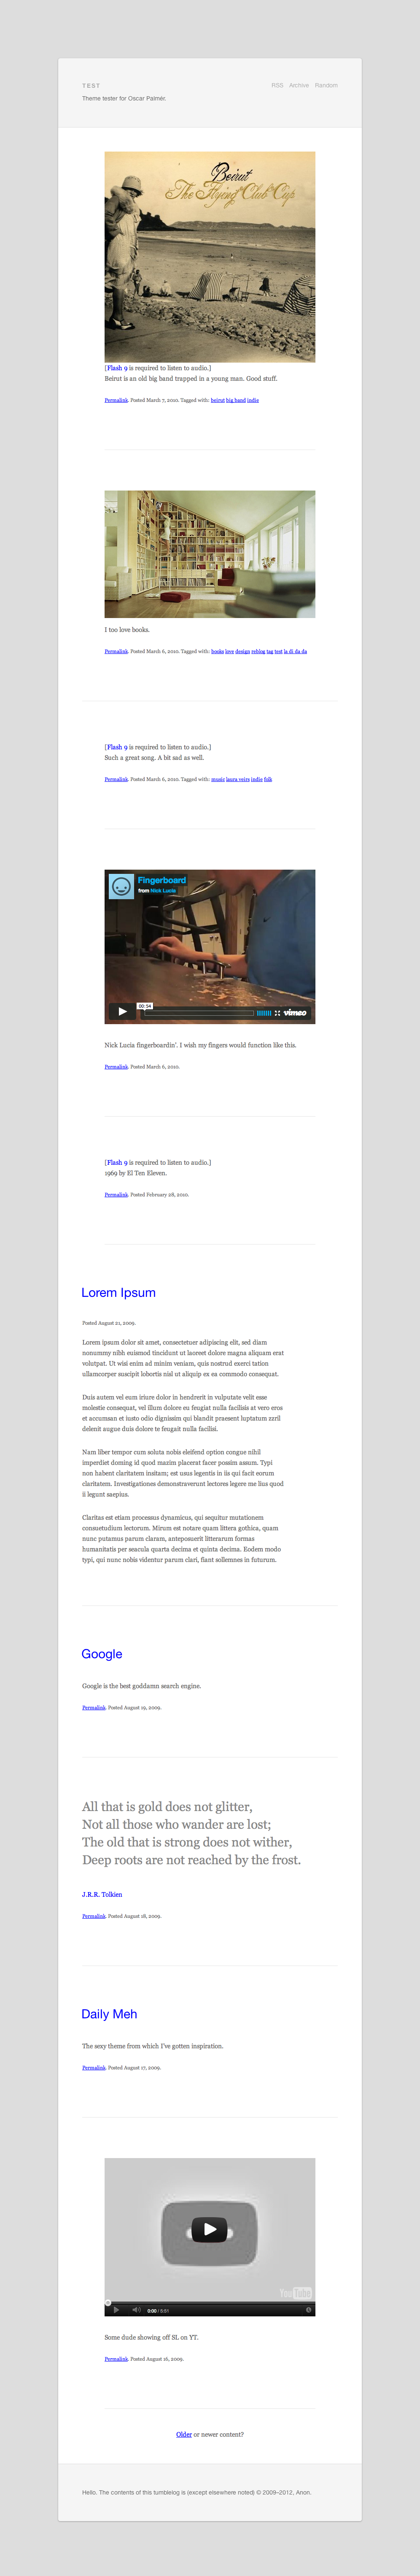 TEST
RSS Archive Random
Theme tester for Oscar Palmér.
Beirut
The Flying Club Cup
[Flash 9 is required to listen to audio.]
Beirut is an old big band trapped in a young man. Good stuff.
Permalink. Posted March 7, 2010. Tagged with: beirut big band indie
I too love books.
Permalink. Posted March 6, 2010. Tagged with: books love design reblog tag test la di da da
[Flash 9 is required to listen to audio.]
Such a great song. A bit sad as well.
Permalink. Posted March 6, 2010. Tagged with: music laura veirs indie folk
Fingerboard
from Nick Lucia
00:54
vimeo
Nick Lucia fingerboardin'. I wish my fingers would function like this.
Permalink. Posted March 6, 2010.
[Flash 9 is required to listen to audio.]
1969 by El Ten Eleven.
Permalink. Posted February 28, 2010.
Lorem Ipsum
Posted August 21, 2009.
Lorem ipsum dolor sit amet, consectetuer adipiscing elit, sed diam
nonummy nibh euismod tincidunt ut laoreet dolore magna aliquam erat
volutpat. Ut wisi enim ad minim veniam, quis nostrud exerci tation
ullamcorper suscipit lobortis nisl ut aliquip ex ea commodo consequat.
Duis autem vel eum iriure dolor in hendrerit in vulputate velit esse
molestie consequat, vel illum dolore eu feugiat nulla facilisis at vero eros
et accumsan et iusto odio dignissim qui blandit praesent luptatum zzril
delenit augue duis dolore te feugait nulla facilisi.
Nam liber tempor cum soluta nobis eleifend option congue nihil
imperdiet doming id quod mazim placerat facer possim assum. Typi
non habent claritatem insitam; est usus legentis in iis qui facit eorum
claritatem. Investigationes demonstraverunt lectores legere me lius quod
ii legunt saepius.
Claritas est etiam processus dynamicus, qui sequitur mutationem
consuetudium lectorum. Mirum est notare quam littera gothica, quam
nunc putamus parum claram, anteposuerit litterarum formas
humanitatis per seacula quarta decima et quinta decima. Eodem modo
typi, qui nunc nobis videntur parum clari, fiant sollemnes in futurum.
Google
Google is the best goddamn search engine.
Permalink. Posted August 19, 2009.
All that is gold does not glitter,
Not all those who wander are lost;
The old that is strong does not wither,
Deep roots are not reached by the frost.
J.R.R. Tolkien
Permalink. Posted August 18, 2009.
Daily Meh
The sexy theme from which I've gotten inspiration.
Permalink. Posted August 17, 2009.
YouTube
0:00 / 5:51
Some dude showing off SL on YT.
Permalink. Posted August 16, 2009.
Older or newer content?
Hello. The contents of this tumblelog is (except elsewhere noted) © 2009–2012, Anon.